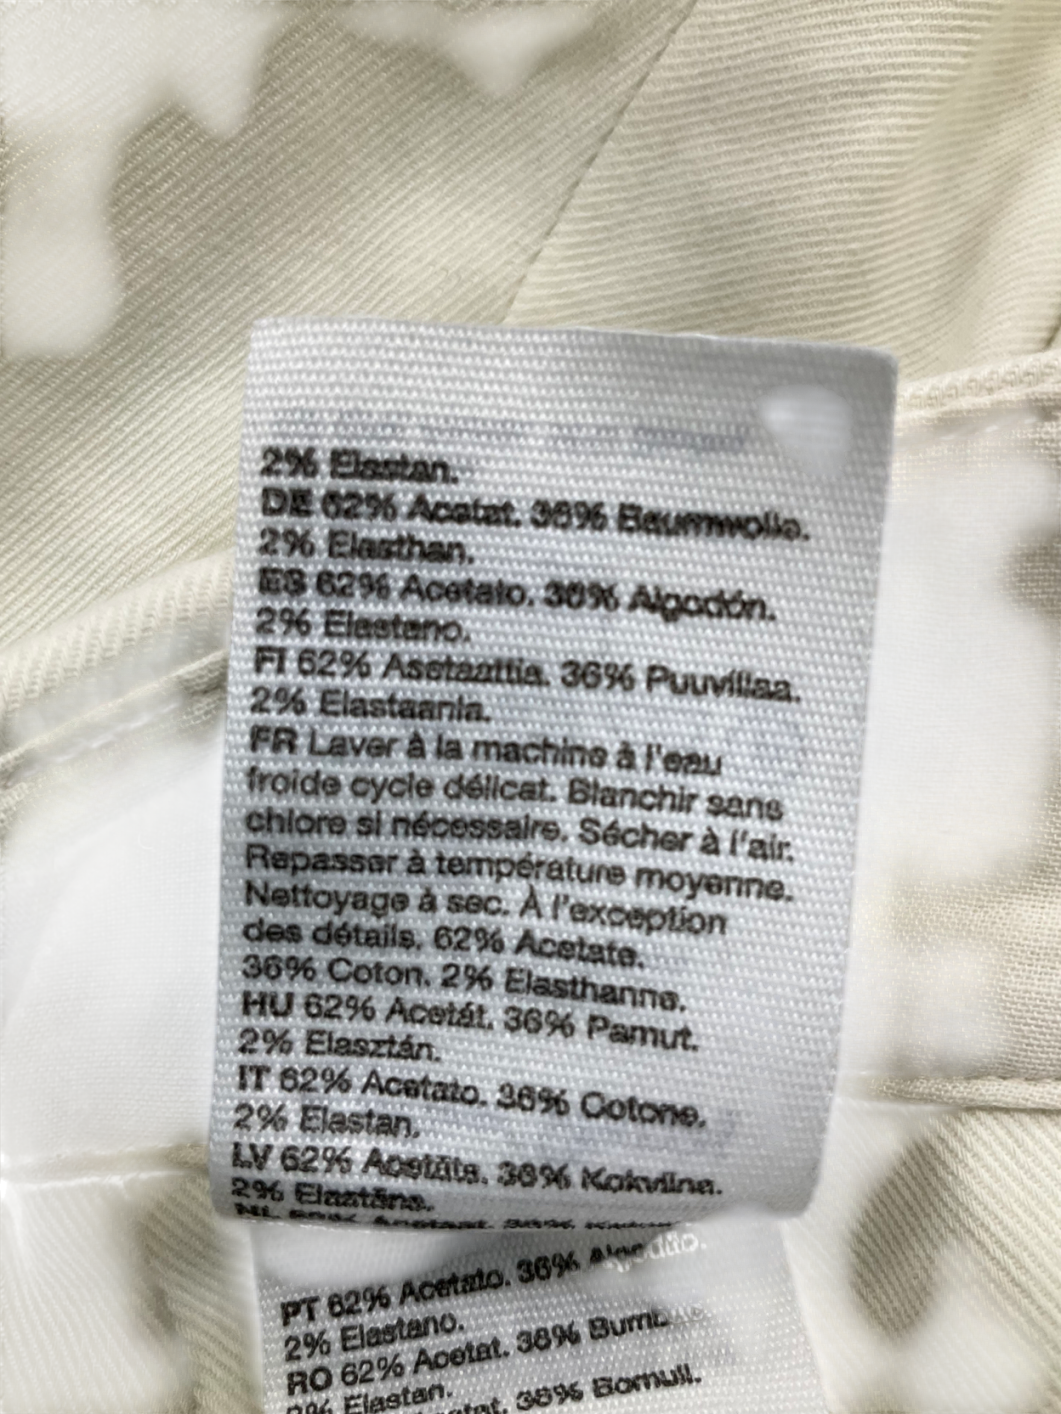 2% Elastan.
DE 62% Acetat. 36% Baumwolle.
2% Elasthan.
ES 62% Acetato. 36% Algodón.
2% Elastano.
FI 62% Asetaattia. 36% Puuvillaa.
2% Elastaania.
FR Laver à la machine à l'eau
froide cycle délicat. Blanchir sans
chlore si nécessaire. Sécher à l'air.
Repasser à température moyenne.
Nettoyage à sec. À l'exception
des détails. 62% Acetate.
36% Coton. 2% Elasthanne.
HU 62% Acetát. 36% Pamut.
2% Elasztán.
IT 62% Acetato. 36% Cotone.
2% Elastan.
LV 62% Acetāts. 36% Kokvilna.
2% Elastāns.
PT 62% Acetato. 36%
2% Elastano.
RO 62% Acetat. 36%
2% Elastan.
36% Bomull.